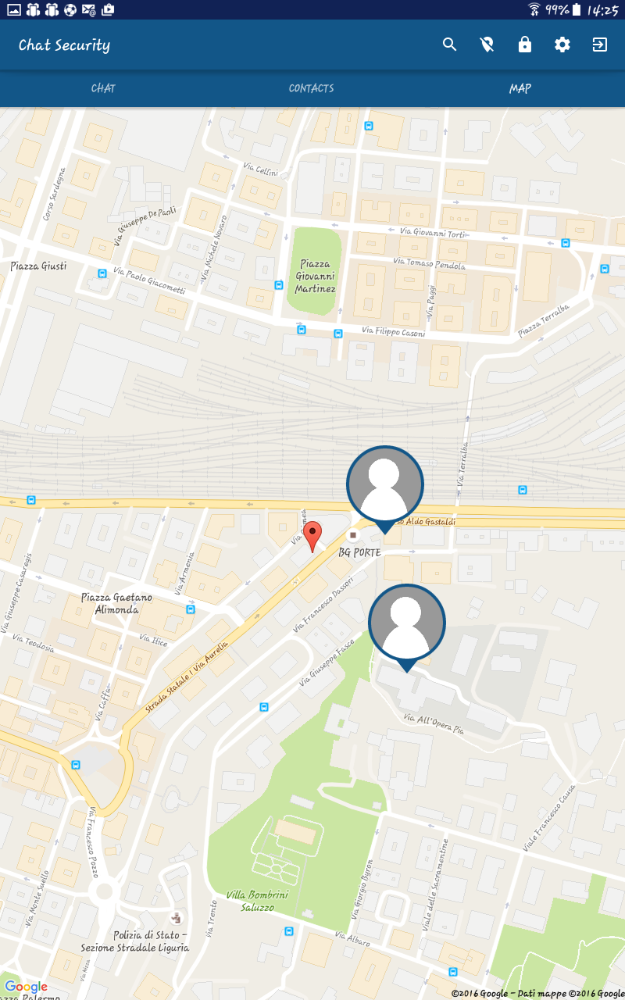 99% 14:25
Chat Security
CHAT CONTACTS MAP
Via Cellini
Corso Sardegna
Via Giuseppe De Paoli
Via Michele Novaro
Via Giovanni Torti
Piazza Giusti
Via Paolo Giacometti
Piazza
Giovanni
Martinez
Via Tomaso Pendola
Via Paggi
Piazza Terralba
Via Filippo Casoni
Via Terralba
so Aldo Gastaldi
BG PORTE
Via Giuseppe Casaregis
Via Armenia
Piazza Gaetano
Alimonda
Via Francesco Dassori
Via Teodosia
Via Ilice
Strada Statale 1 Via Aurelia
Via Giuseppe Fasce
Via Caffa
Via All'Opera Pia
Viale Francesco Causa
Via Francesco Pozzo
Via Giorgio Byron
Viale delle Sacramentine
Via Monte Suello
Villa Bombrini
Saluzzo
Via Trento
Polizia di Stato -
Sezione Stradale Liguria
Via Albaro
Via Nizza
Google
©2016 Google - Dati mappe ©2016 Google
Piazza Palermo